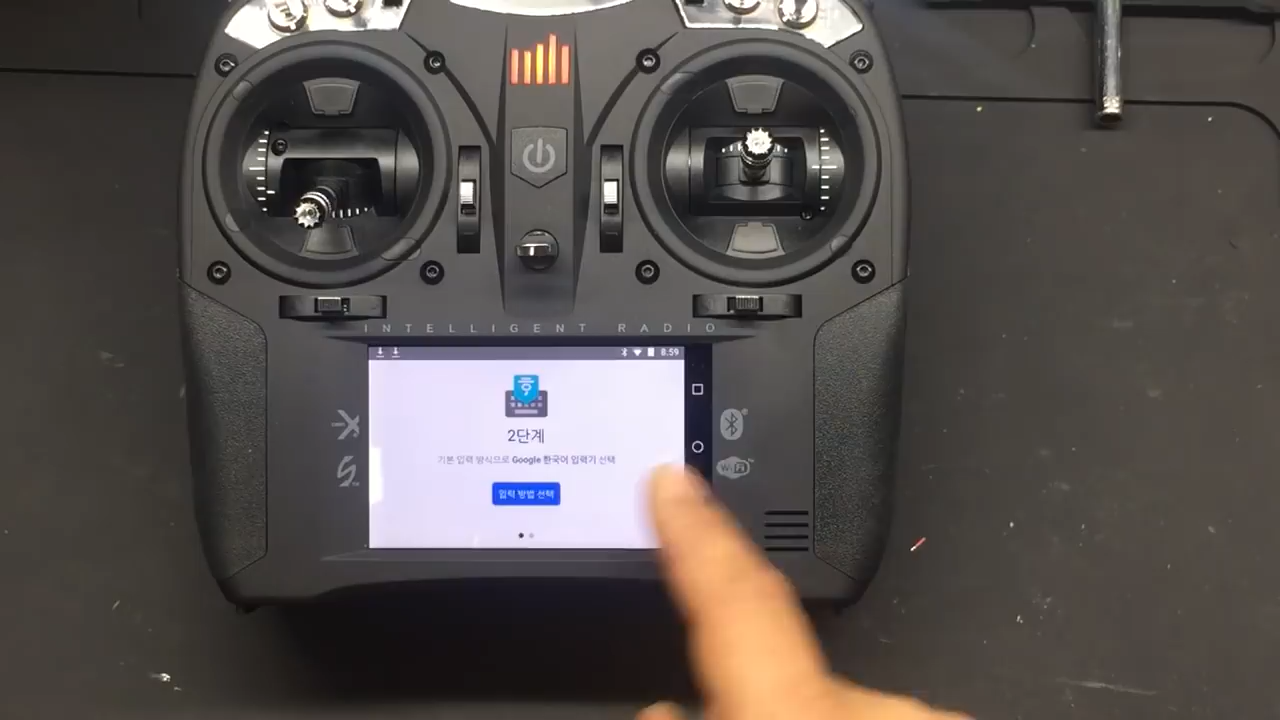 INTELLIGENT RADIO
8:59
2단계
기본 입력 방식으로 Google 한국어 입력기 선택
입력 방법 선택
WiFi